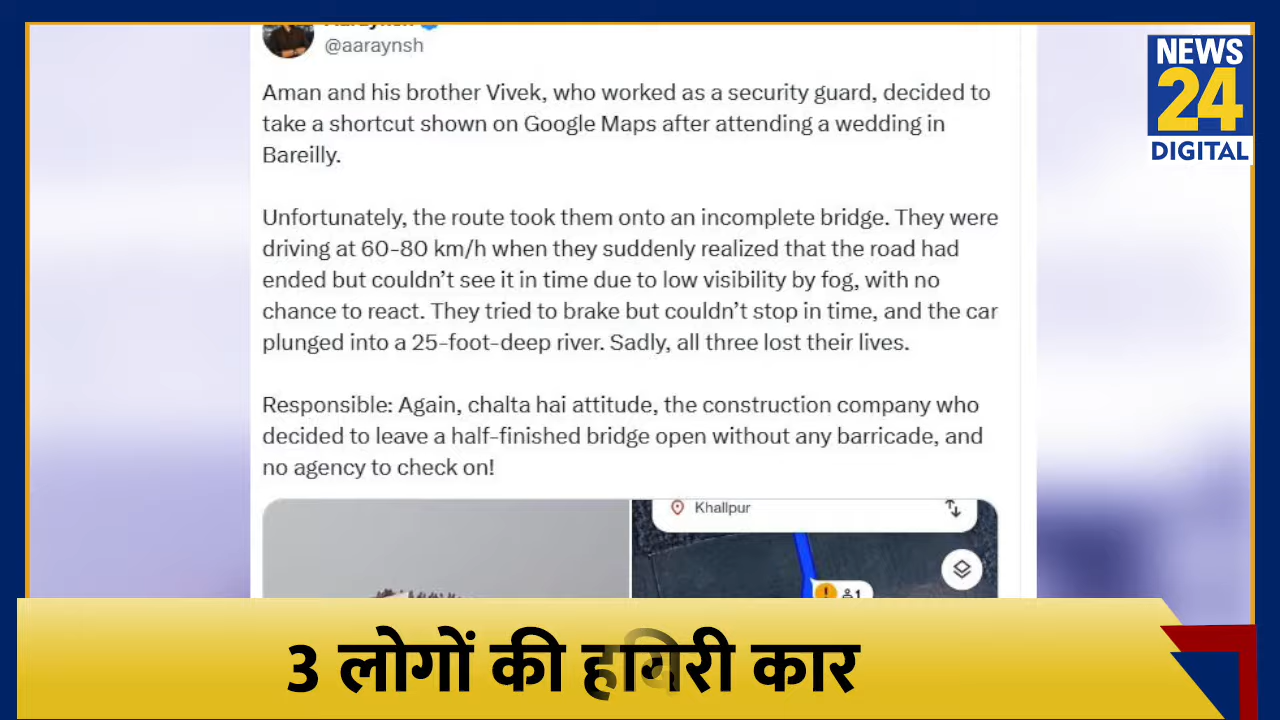 @aaraynsh
NEWS
24
DIGITAL
Aman and his brother Vivek, who worked as a security guard, decided to
take a shortcut shown on Google Maps after attending a wedding in
Bareilly.
Unfortunately, the route took them onto an incomplete bridge. They were
driving at 60-80 km/h when they suddenly realized that the road had
ended but couldn’t see it in time due to low visibility by fog, with no
chance to react. They tried to brake but couldn’t stop in time, and the car
plunged into a 25-foot-deep river. Sadly, all three lost their lives.
Responsible: Again, chalta hai attitude, the construction company who
decided to leave a half-finished bridge open without any barricade, and
no agency to check on!
Khallpur
1
3 लोगों की कार